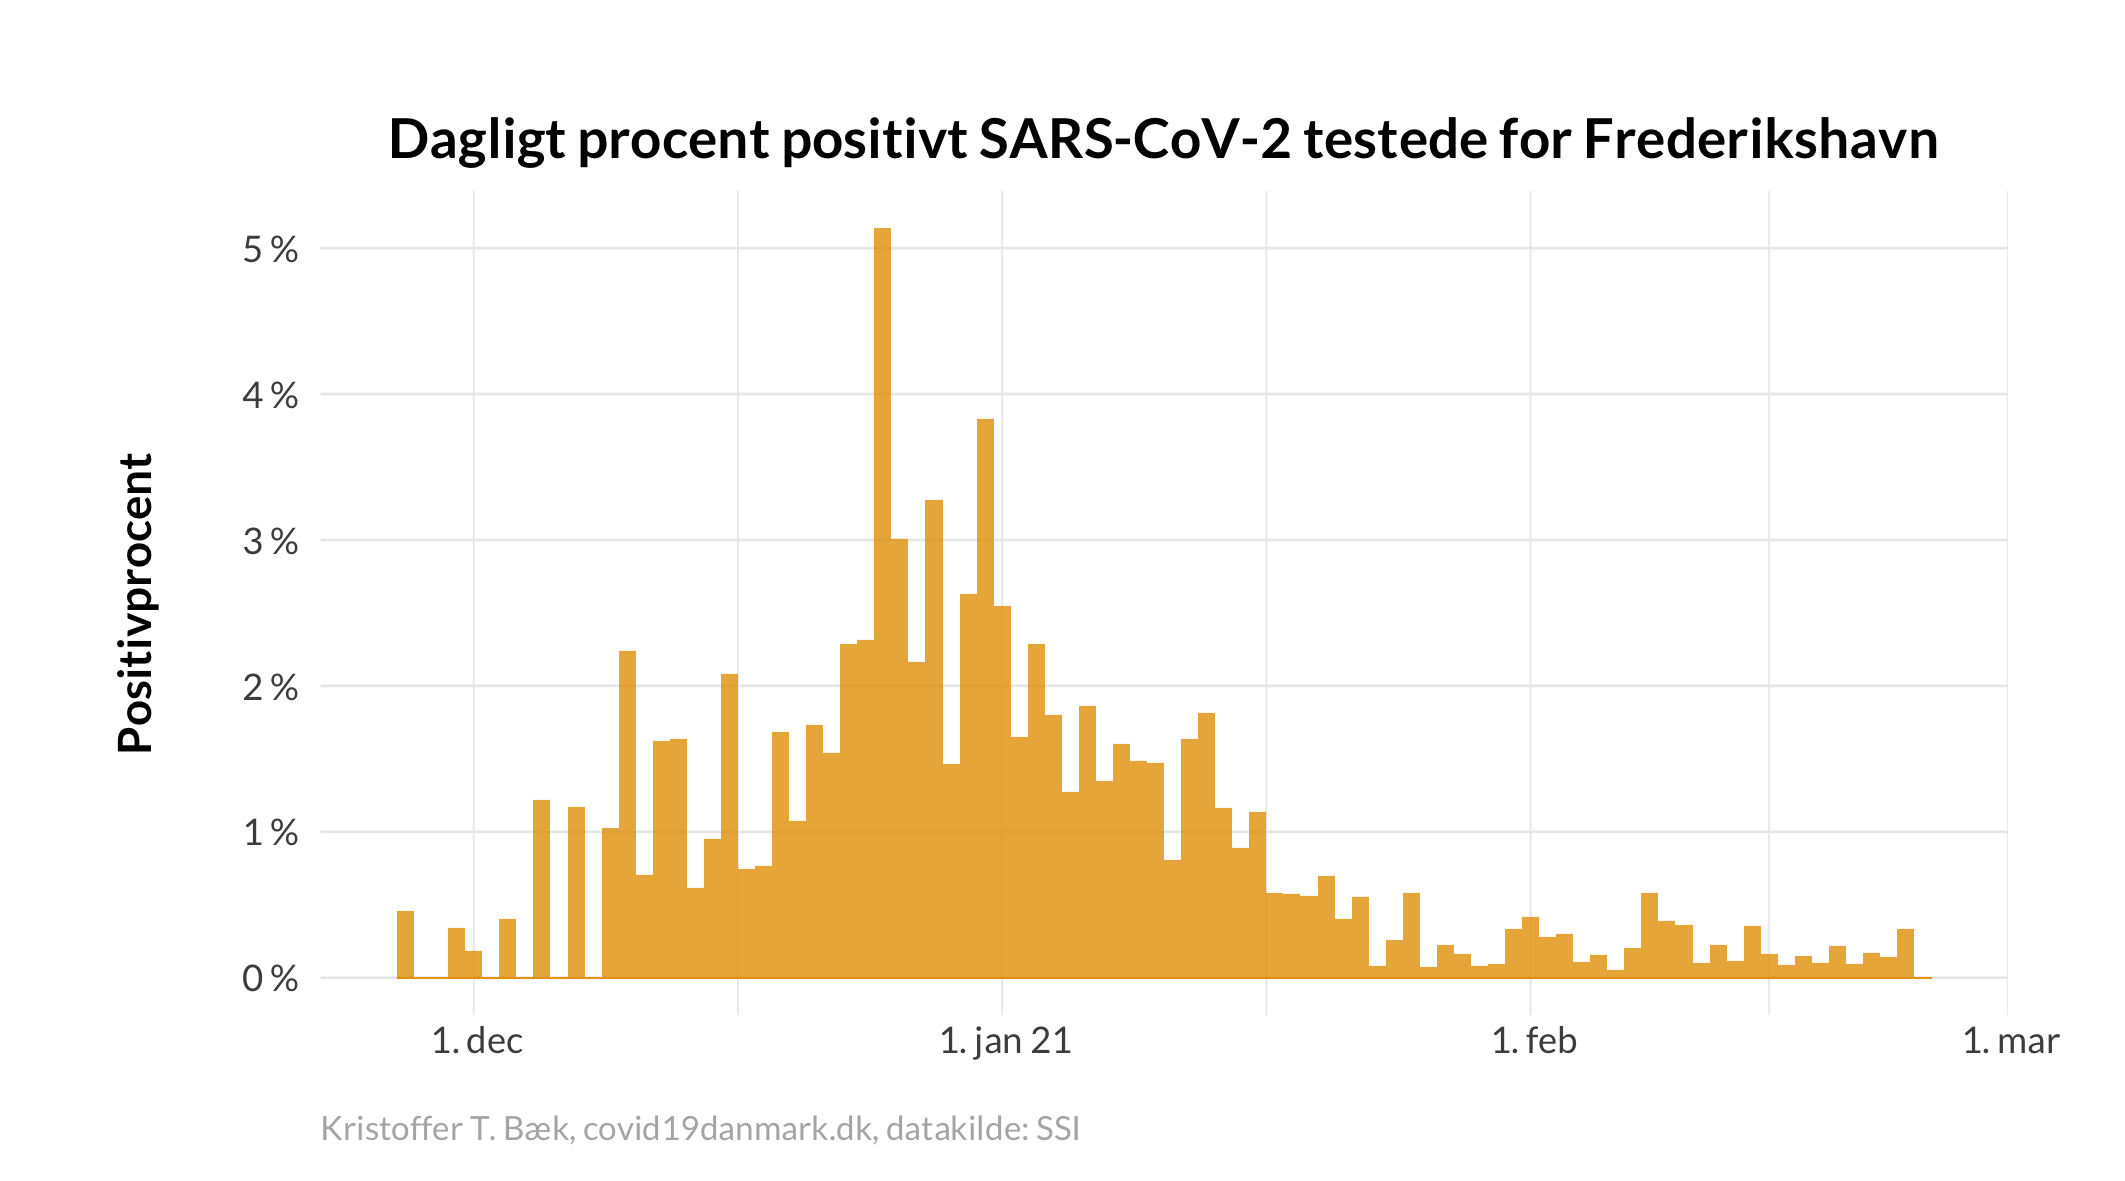 Dagligt procent positivt SARS-CoV-2 testede for Frederikshavn
Positivprocent
5 %
4 %
3 %
2 %
1 %
0 %
1. dec
1. jan 21
1. feb
1. mar
Kristoffer T. Bæk, covid19danmark.dk, datakilde: SSI